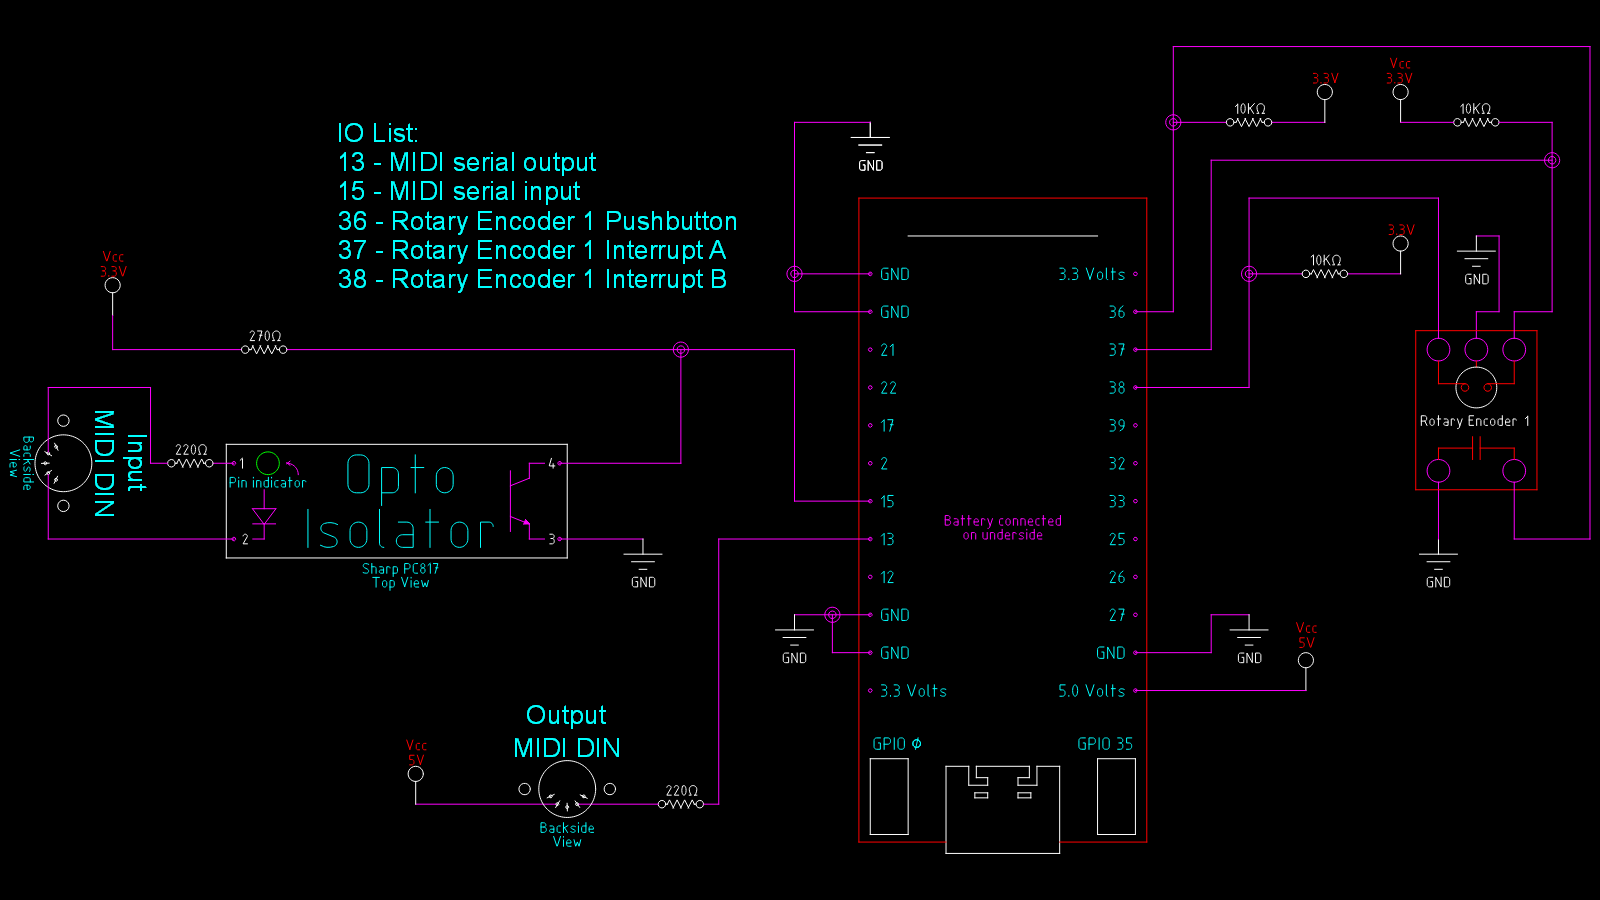 IO List:
13 - MIDI serial output
15 - MIDI serial input
36 - Rotary Encoder 1 Pushbutton
37 - Rotary Encoder 1 Interrupt A
38 - Rotary Encoder 1 Interrupt B
Vcc
3.3V
270Ω
Input
MIDI DIN
Backside
View
220Ω
1
Pin indicator
2
Opto
Isolator
4
3
Sharp PC817
Top View
GND
GND
GND
GND
21
22
17
2
15
13
12
GND
GND
3.3 Volts
GPIO Ø
3.3 Volts
36
37
38
39
32
33
25
26
27
GND
5.0 Volts
GPIO 35
Battery connected
on underside
GND
Output
MIDI DIN
Vcc
5V
Backside
View
220Ω
10KΩ
3.3V
Vcc
3.3V
10KΩ
10KΩ
3.3V
GND
Rotary Encoder 1
GND
GND
Vcc
5V